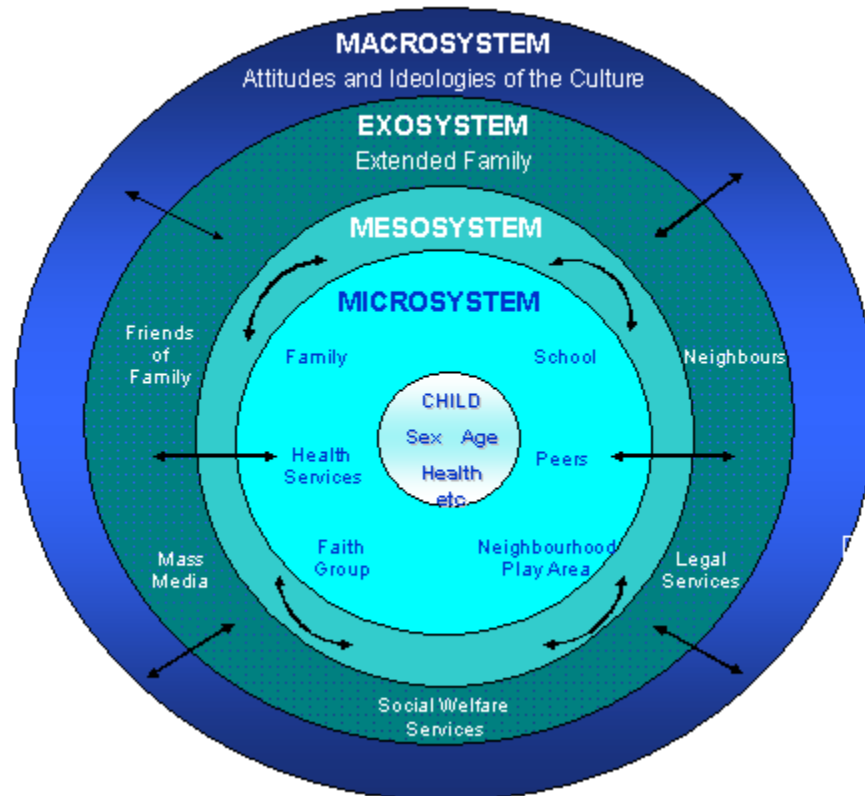 MACROSYSTEM
Attitudes and Ideologies of the Culture
EXOSYSTEM
Extended Family
MESOSYSTEM
MICROSYSTEM
Friends
of
Family
Family
School
Neighbours
CHILD
Sex Age
Health
etc
Health
Services
Peers
Mass
Media
Faith
Group
Neighbourhood
Play Area
Legal
Services
Social Welfare
Services